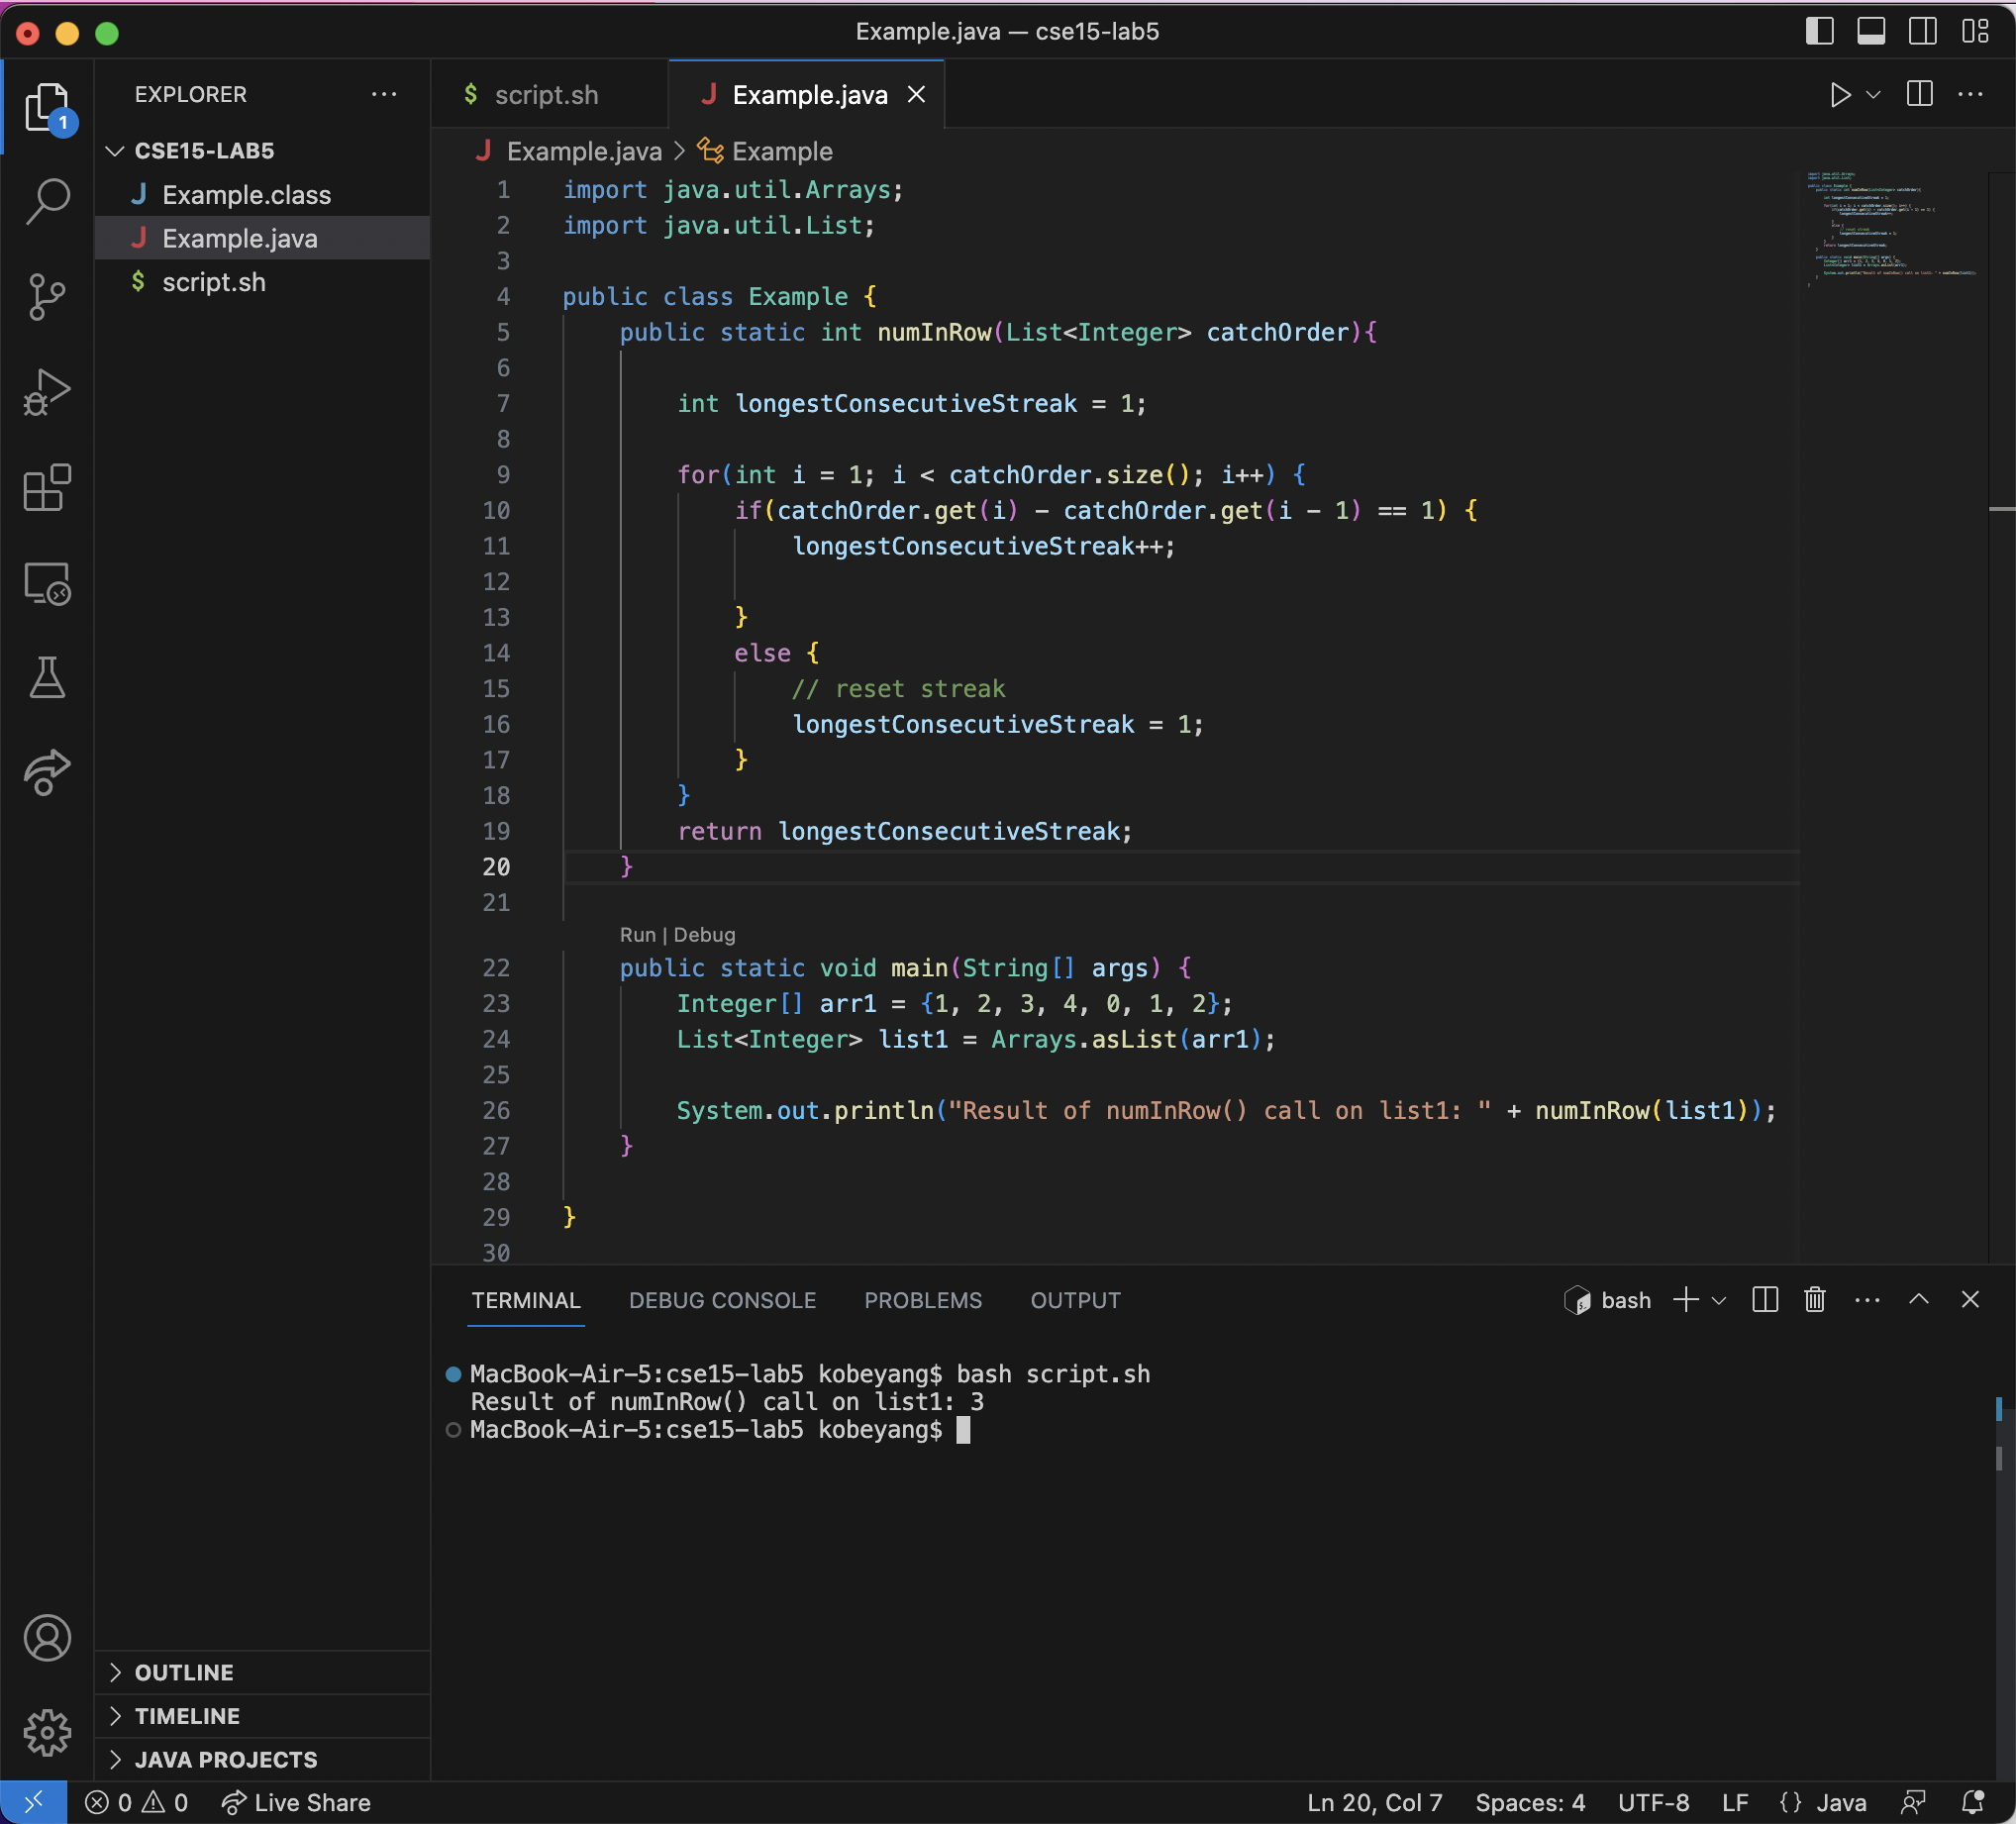 Example.java — cse15-lab5
EXPLORER
1
CSE15-LAB5
Example.class
Example.java
script.sh
OUTLINE
TIMELINE
JAVA PROJECTS
script.sh
Example.java
Example.java > Example
1 import java.util.Arrays;
2 import java.util.List;
3
4 public class Example {
5 public static int numInRow(List<Integer> catchOrder){
6
7 int longestConsecutiveStreak = 1;
8
9 for(int i = 1; i < catchOrder.size(); i++) {
10 if(catchOrder.get(i) - catchOrder.get(i - 1) == 1) {
11 longestConsecutiveStreak++;
12
13 }
14 else {
15 // reset streak
16 longestConsecutiveStreak = 1;
17 }
18 }
19 return longestConsecutiveStreak;
20 }
21
Run | Debug
22 public static void main(String[] args) {
23 Integer[] arr1 = {1, 2, 3, 4, 0, 1, 2};
24 List<Integer> list1 = Arrays.asList(arr1);
25
26 System.out.println("Result of numInRow() call on list1: " + numInRow(list1));
27 }
28
29 }
30
TERMINAL DEBUG CONSOLE PROBLEMS OUTPUT
bash
MacBook-Air-5:cse15-lab5 kobeyang$ bash script.sh
Result of numInRow() call on list1: 3
MacBook-Air-5:cse15-lab5 kobeyang$
0 0 Live Share
Ln 20, Col 7 Spaces: 4 UTF-8 LF {} Java